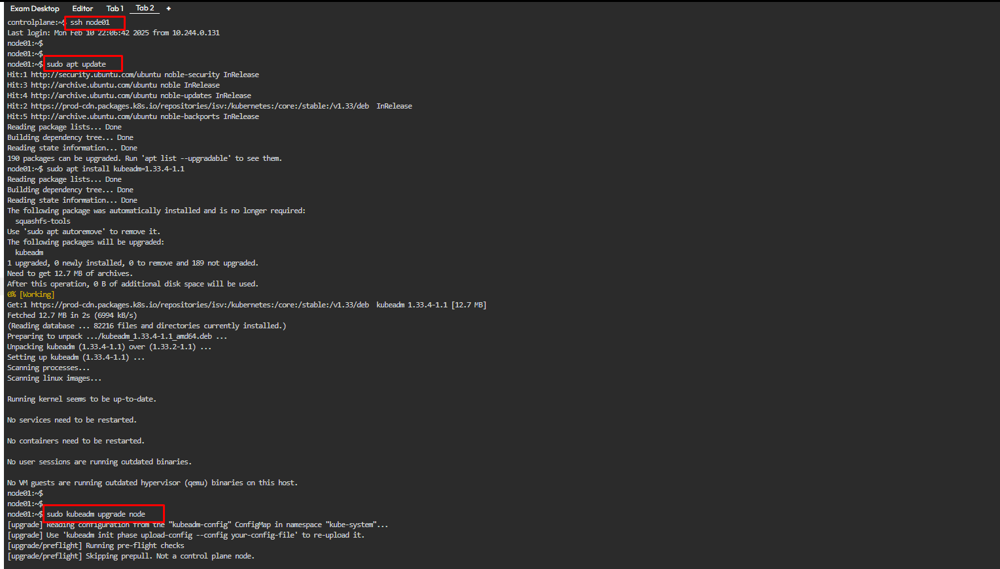 Exam Desktop Editor Tab 1 Tab 2 +
controlplane:~$ ssh node01
Last login: Mon Feb 10 22:06:42 2025 from 10.244.0.131
node01:~$
node01:~$
node01:~$ sudo apt update
Hit:1 http://security.ubuntu.com/ubuntu noble-security InRelease
Hit:3 http://archive.ubuntu.com/ubuntu noble InRelease
Hit:4 http://archive.ubuntu.com/ubuntu noble-updates InRelease
Hit:2 https://prod-cdn.packages.k8s.io/repositories/isv:/kubernetes:/core:/stable:/v1.33/deb  InRelease
Hit:5 http://archive.ubuntu.com/ubuntu noble-backports InRelease
Reading package lists... Done
Building dependency tree... Done
Reading state information... Done
190 packages can be upgraded. Run 'apt list --upgradable' to see them.
node01:~$ sudo apt install kubeadm=1.33.4-1.1
Reading package lists... Done
Building dependency tree... Done
Reading state information... Done
The following package was automatically installed and is no longer required:
  squashfs-tools
Use 'sudo apt autoremove' to remove it.
The following packages will be upgraded:
  kubeadm
1 upgraded, 0 newly installed, 0 to remove and 189 not upgraded.
Need to get 12.7 MB of archives.
After this operation, 0 B of additional disk space will be used.
0% [Working]
Get:1 https://prod-cdn.packages.k8s.io/repositories/isv:/kubernetes:/core:/stable:/v1.33/deb  kubeadm 1.33.4-1.1 [12.7 MB]
Fetched 12.7 MB in 2s (6994 kB/s)
(Reading database ... 82216 files and directories currently installed.)
Preparing to unpack .../kubeadm_1.33.4-1.1_amd64.deb ...
Unpacking kubeadm (1.33.4-1.1) over (1.33.2-1.1) ...
Setting up kubeadm (1.33.4-1.1) ...
Scanning processes...
Scanning linux images...
Running kernel seems to be up-to-date.
No services need to be restarted.
No containers need to be restarted.
No user sessions are running outdated binaries.
No VM guests are running outdated hypervisor (qemu) binaries on this host.
node01:~$
node01:~$
node01:~$ sudo kubeadm upgrade node
[upgrade] Reading configuration from the "kubeadm-config" ConfigMap in namespace "kube-system"...
[upgrade] Use 'kubeadm init phase upload-config --config your-config-file' to re-upload it.
[upgrade/preflight] Running pre-flight checks
[upgrade/preflight] Skipping prepull. Not a control plane node.